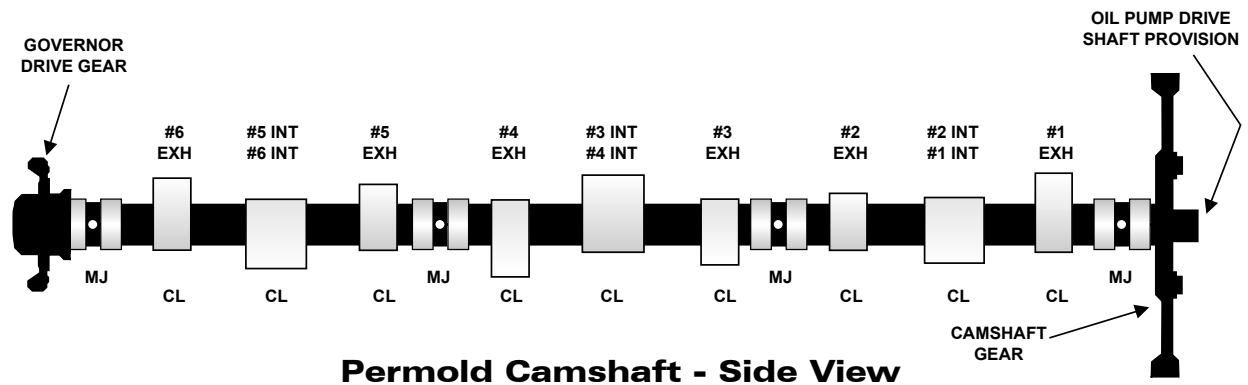 OIL PUMP DRIVE
SHAFT PROVISION
GOVERNOR
DRIVE GEAR
#6
EXH
#5 INT
#6 INT
#5
EXH
#4
EXH
#3 INT
#4 INT
#3
EXH
#2
EXH
#2 INT
#1 INT
#1
EXH
MJ
MJ
MJ
MJ
CL
CL
CL
CL
CL
CL
CL
CL
CL
CAMSHAFT
GEAR
Permold Camshaft - Side View